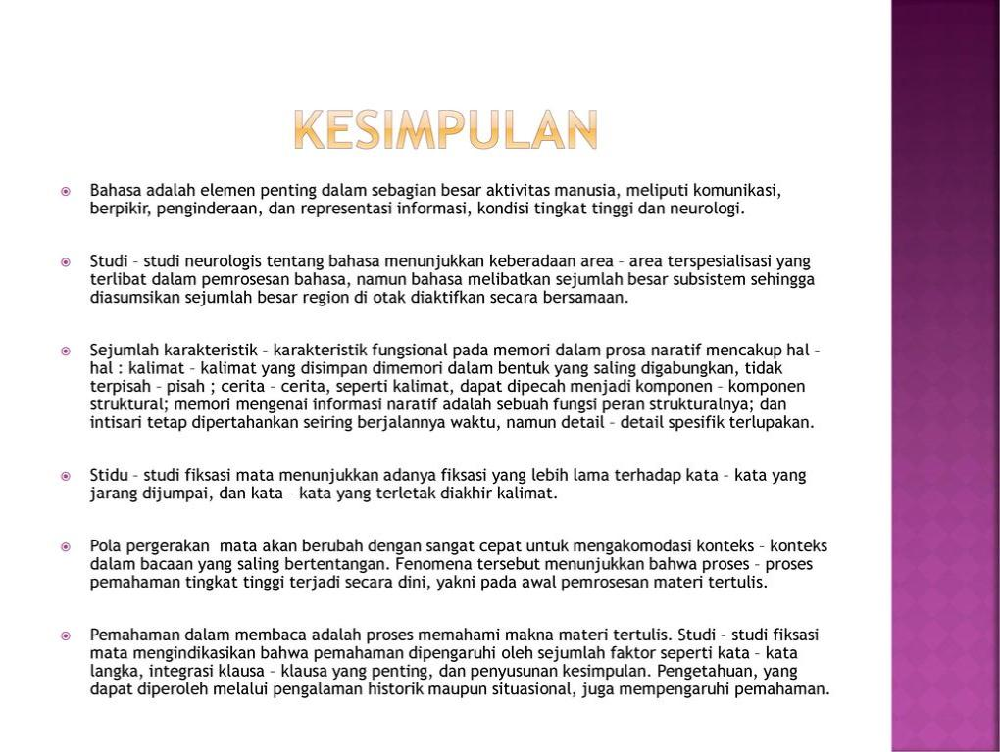 KESIMPULAN
Bahasa adalah elemen penting dalam sebagian besar aktivitas manusia, meliputi komunikasi,
berpikir, penginderaan, dan representasi informasi, kondisi tingkat tinggi dan neurologi.
Studi – studi neurologis tentang bahasa menunjukkan keberadaan area – area terspesialisasi yang
terlibat dalam pemrosesan bahasa, namun bahasa melibatkan sejumlah besar subsistem sehingga
diasumsikan sejumlah besar region di otak diaktifkan secara bersamaan.
Sejumlah karakteristik – karakteristik fungsional pada memori dalam prosa naratif mencakup hal –
hal : kalimat – kalimat yang disimpan dimemori dalam bentuk yang saling digabungkan, tidak
terpisah – pisah ; cerita – cerita, seperti kalimat, dapat dipecah menjadi komponen – komponen
struktural; memori mengenai informasi naratif adalah sebuah fungsi peran strukturalnya; dan
intisari tetap dipertahankan seiring berjalannya waktu, namun detail – detail spesifik terlupakan.
Stidu – studi fiksasi mata menunjukkan adanya fiksasi yang lebih lama terhadap kata – kata yang
jarang dijumpai, dan kata – kata yang terletak diakhir kalimat.
Pola pergerakan  mata akan berubah dengan sangat cepat untuk mengakomodasi konteks – konteks
dalam bacaan yang saling bertentangan. Fenomena tersebut menunjukkan bahwa proses – proses
pemahaman tingkat tinggi terjadi secara dini, yakni pada awal pemrosesan materi tertulis.
Pemahaman dalam membaca adalah proses memahami makna materi tertulis. Studi – studi fiksasi
mata mengindikasikan bahwa pemahaman dipengaruhi oleh sejumlah faktor seperti kata – kata
langka, integrasi klausa – klausa yang penting, dan penyusunan kesimpulan. Pengetahuan, yang
dapat diperoleh melalui pengalaman historik maupun situasional, juga mempengaruhi pemahaman.